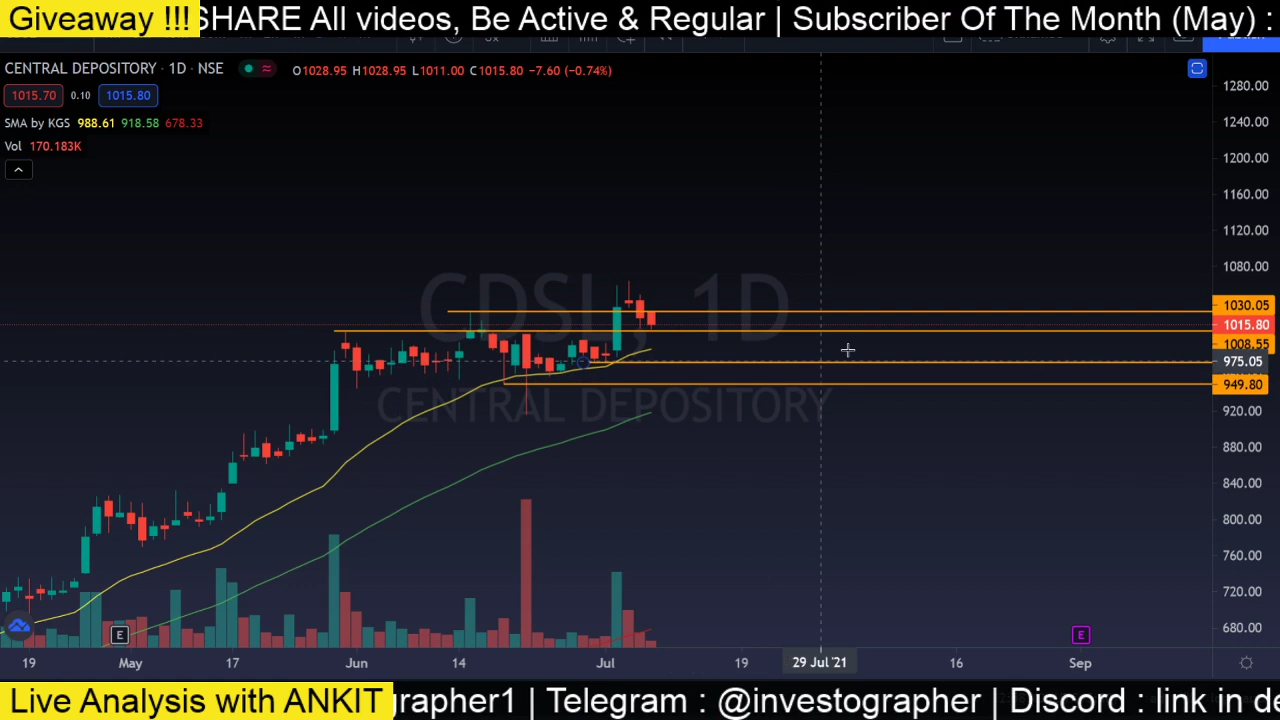 Giveaway !!! SHARE All videos, Be Active & Regular | Subscriber Of The Month (May) :
CENTRAL DEPOSITORY · 1D · NSE O1028.95 H1028.95 L1011.00 C1015.80 −7.60 (−0.74%)
1015.70 0.10 1015.80
SMA by KGS 988.61 918.58 678.33
Vol 170.183K
CDSL, 1D
CENTRAL DEPOSITORY
1280.00
1240.00
1200.00
1160.00
1120.00
1080.00
1030.05
1015.80
1008.55
975.05
949.80
920.00
880.00
840.00
800.00
760.00
720.00
680.00
E
E
19 May 17 Jun 14 Jul 19 29 Jul '21 16 Sep
Live Analysis with ANKIT grapher1 | Telegram : @investographer | Discord : link in de